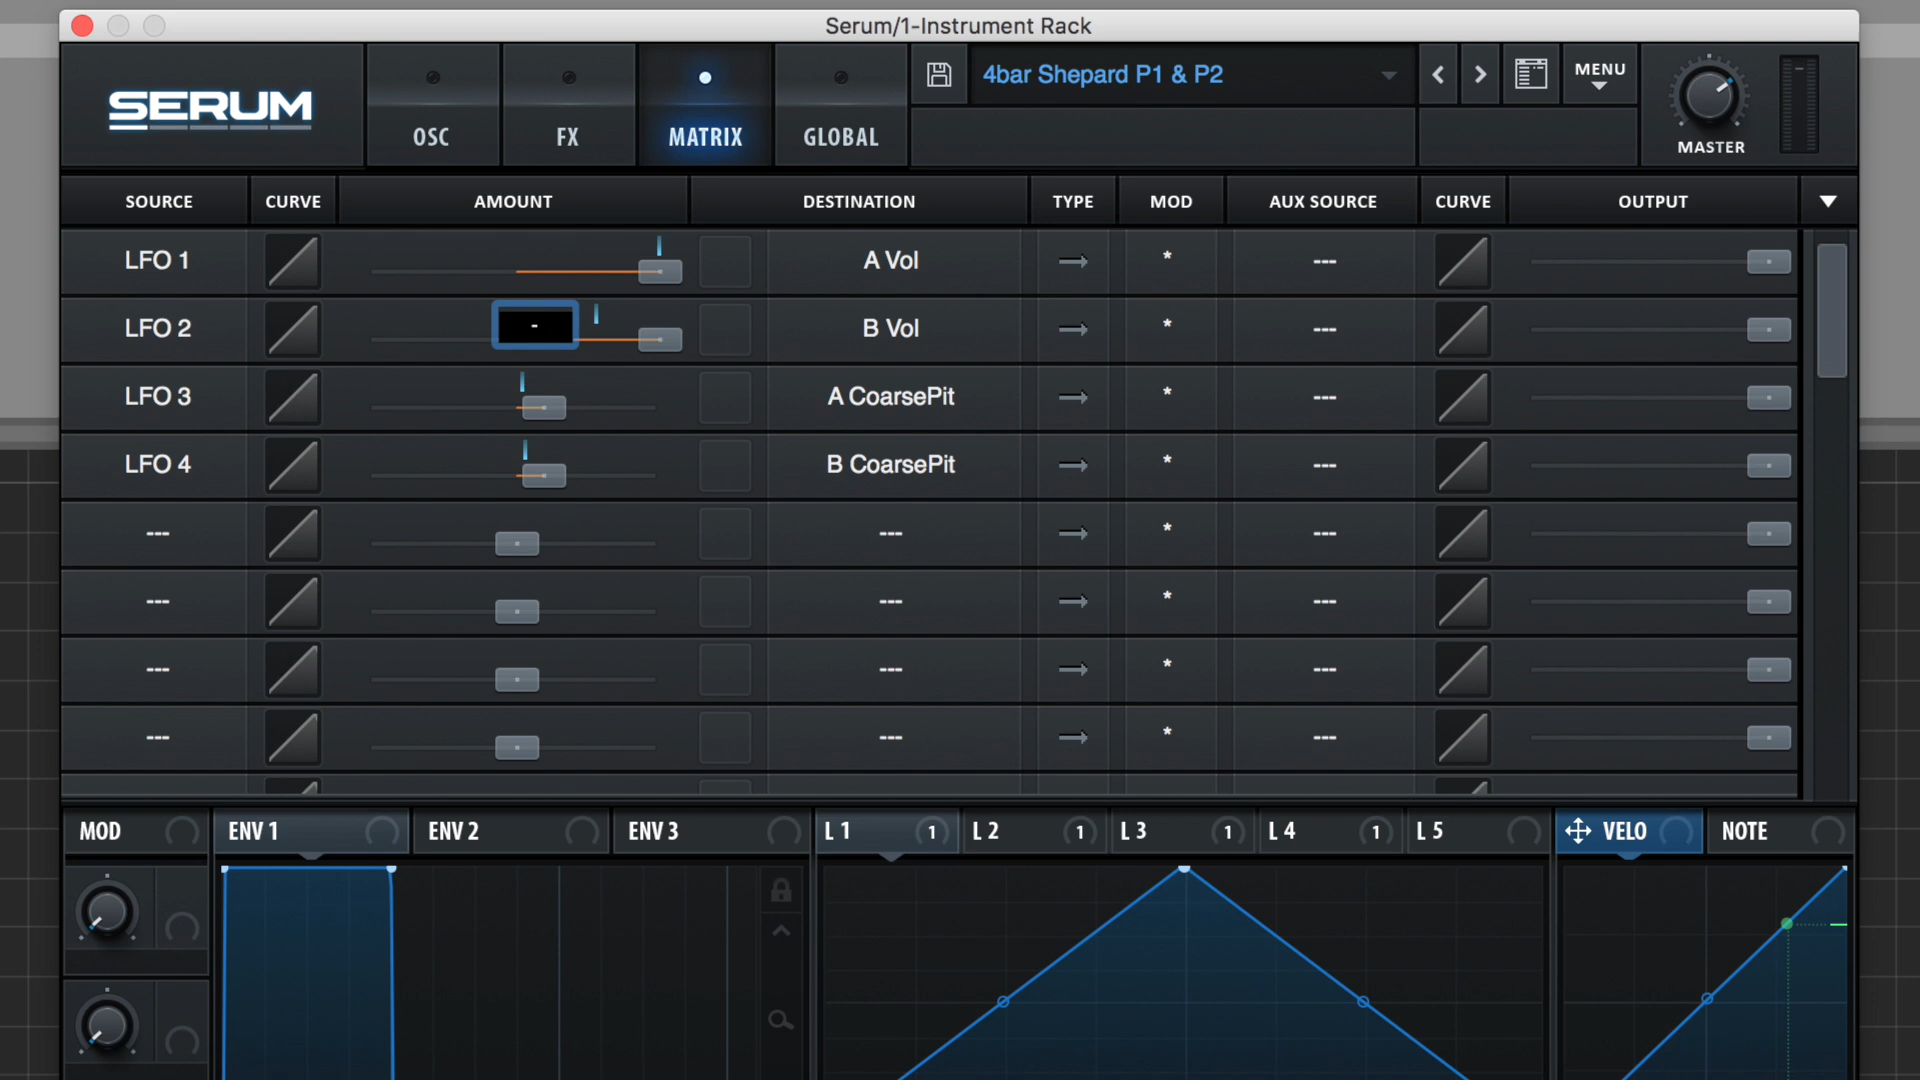 Serum/1-Instrument Rack
SERUM
OSC
FX
MATRIX
GLOBAL
4bar Shepard P1 & P2
MENU
MASTER
SOURCE CURVE AMOUNT DESTINATION TYPE MOD AUX SOURCE CURVE OUTPUT
LFO 1 A Vol * ---
LFO 2 - B Vol * ---
LFO 3 A CoarsePit * ---
LFO 4 B CoarsePit * ---
--- --- * ---
--- --- * ---
--- --- * ---
--- --- * ---
MOD ENV 1 ENV 2 ENV 3 L 1 1 L 2 1 L 3 1 L 4 1 L 5 VELO NOTE